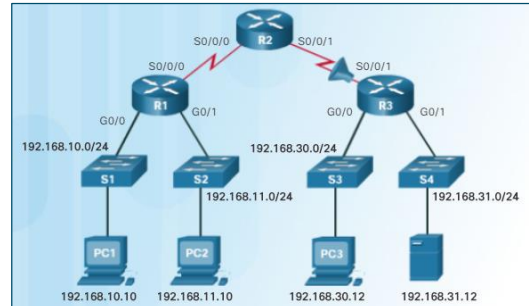 R2
S0/0/0
S0/0/1
S0/0/0
S0/0/1
R1
R3
G0/0
G0/1
G0/0
G0/1
192.168.10.0/24
192.168.30.0/24
S1
S2
S3
S4
192.168.11.0/24
192.168.31.0/24
PC1
PC2
PC3
192.168.10.10
192.168.11.10
192.168.30.12
192.168.31.12